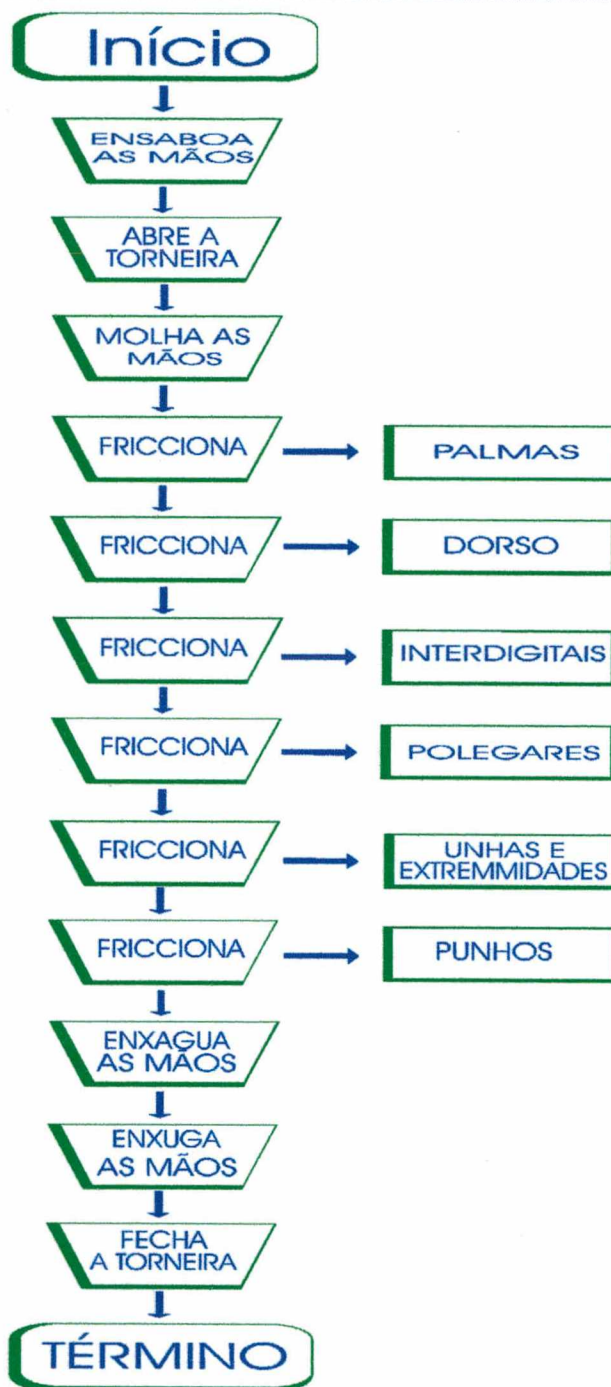 Início
ENSABOA
AS MÃOS
ABRE A
TORNEIRA
MOLHA AS
MÃOS
FRICCIONA
PALMAS
FRICCIONA
DORSO
FRICCIONA
INTERDIGITAIS
FRICCIONA
POLEGARES
FRICCIONA
UNHAS E
EXTREMMIDADES
FRICCIONA
PUNHOS
ENXAGUA
AS MÃOS
ENXUGA
AS MÃOS
FECHA
A TORNEIRA
TÉRMINO